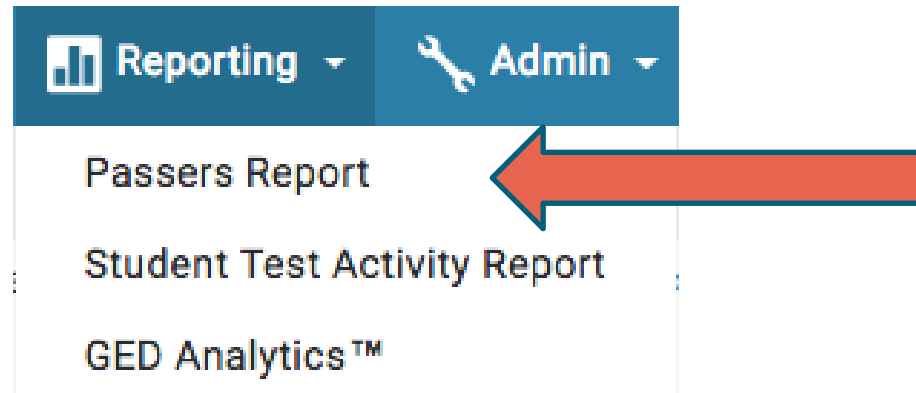 Reporting Admin
Passers Report
Student Test Activity Report
GED Analytics™